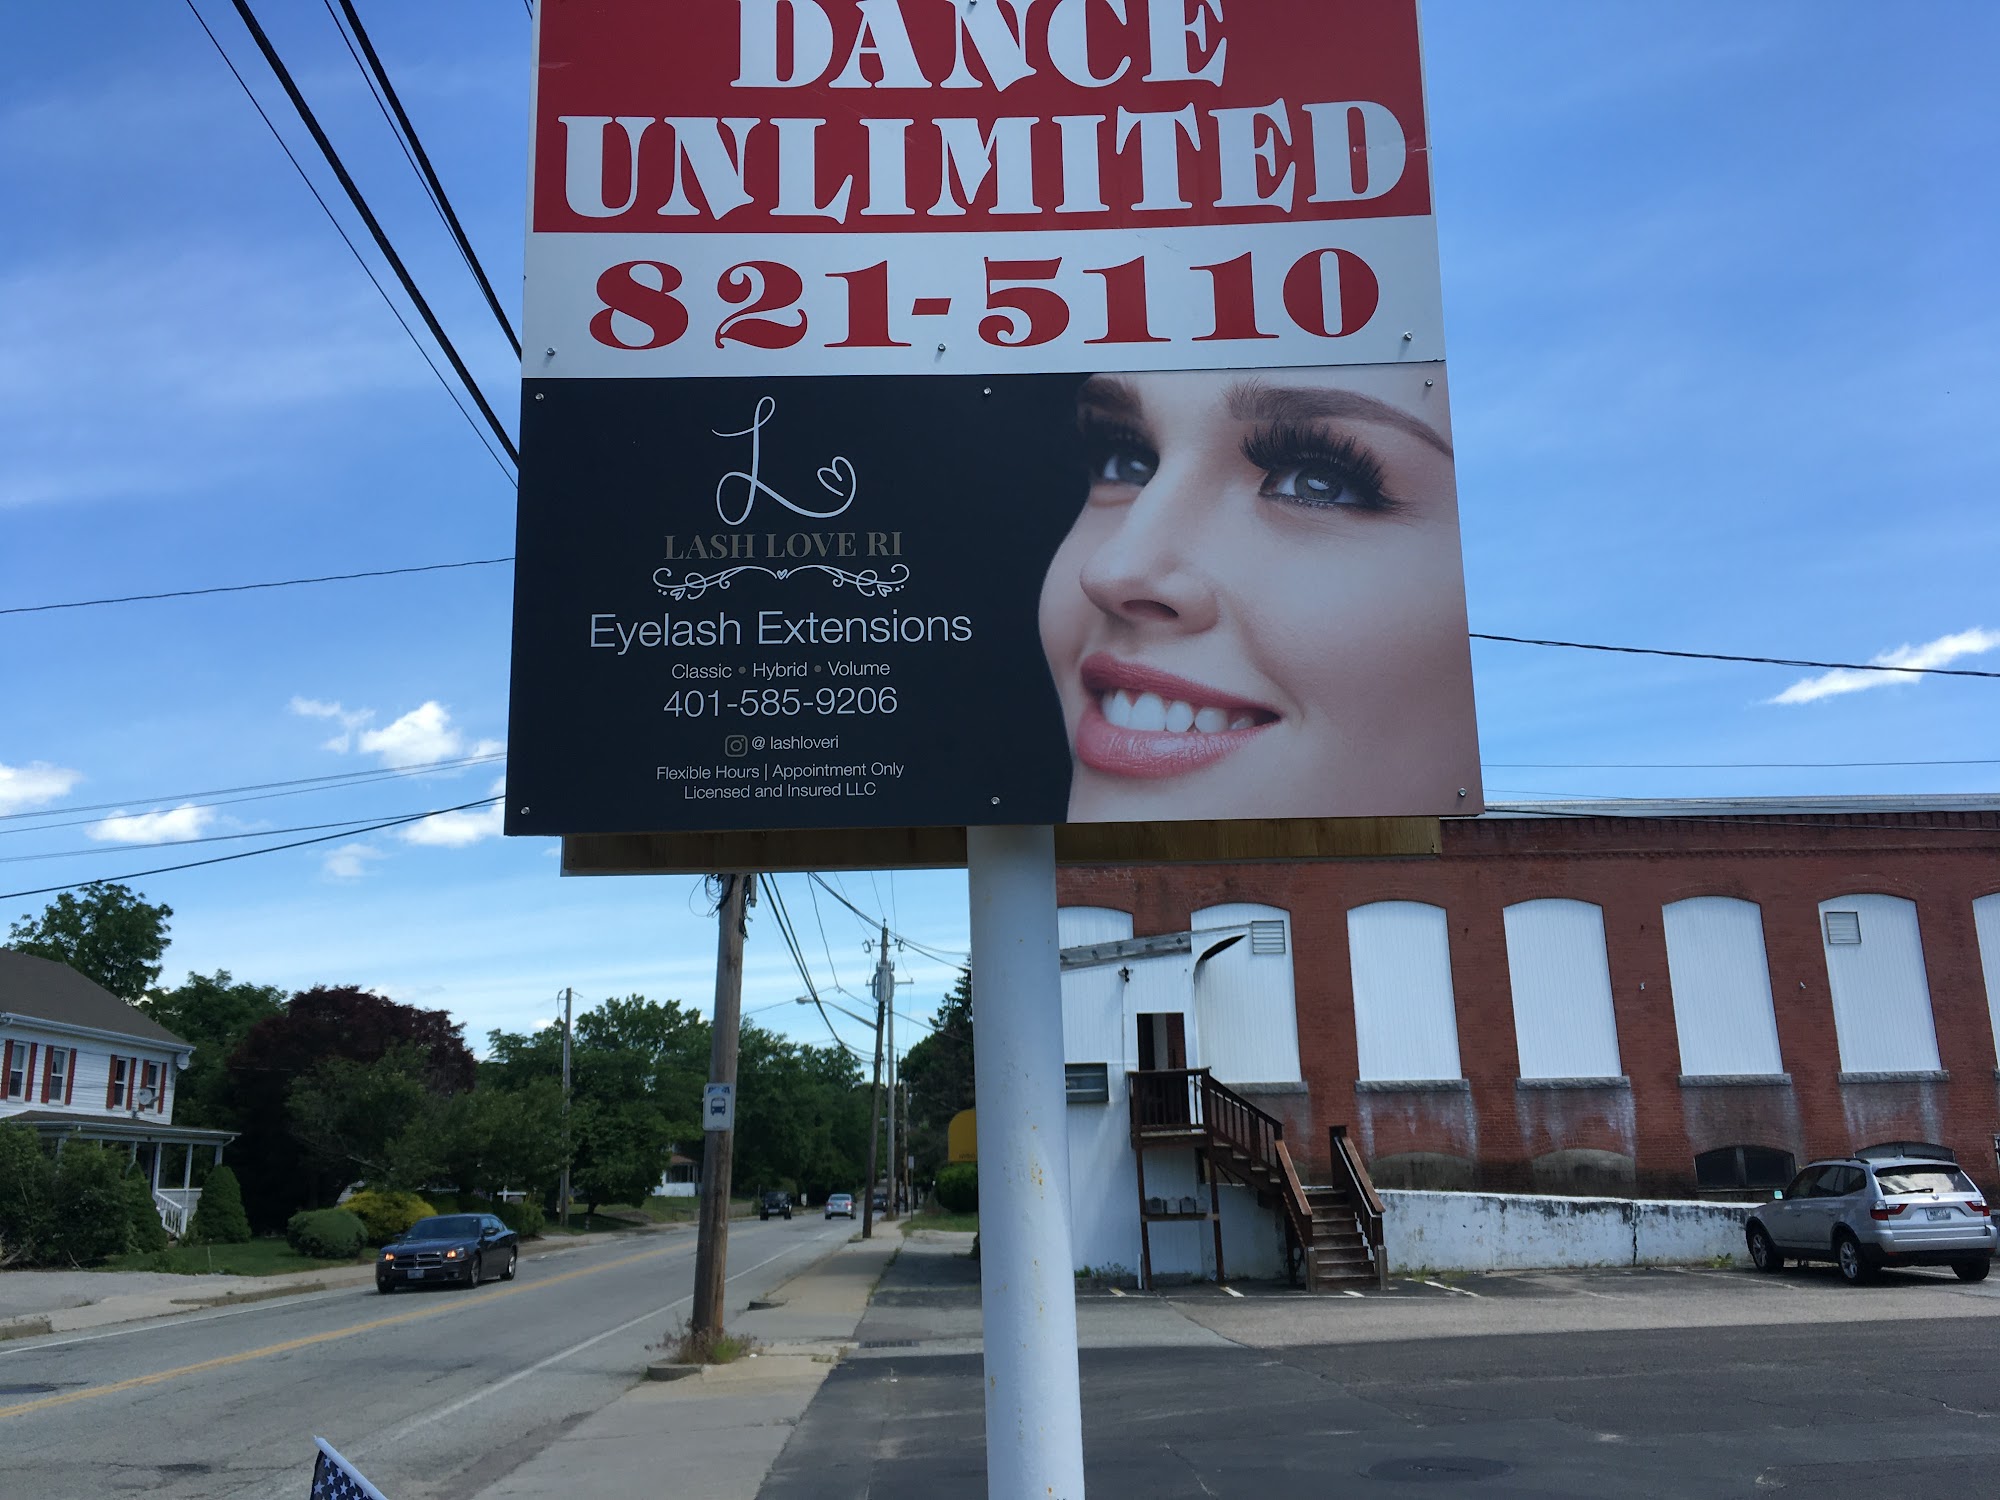 DANCE
UNLIMITED
821-5110
L
LASH LOVE RI
Eyelash Extensions
Classic • Hybrid • Volume
401-585-9206
@ lashloveri
Flexible Hours | Appointment Only
Licensed and Insured LLC